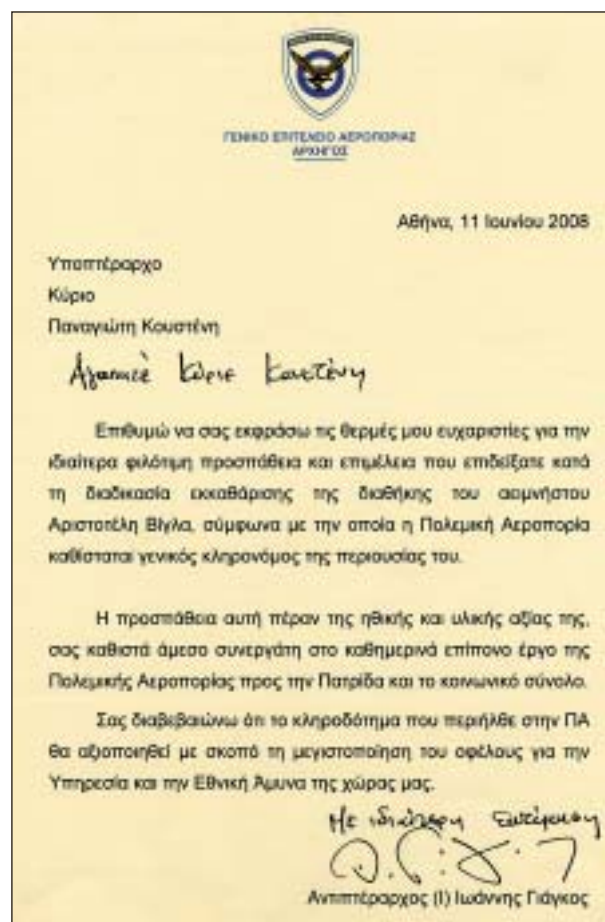 ΓΕΝΙΚΟ ΕΠΙΤΕΛΕΙΟ ΑΕΡΟΠΟΡΙΑΣ
ΑΡΧΗΓΟΣ
Αθήνα, 11 Ιουνίου 2008
Υποπτέραρχο
Κύριο
Παναγιώτη Κουστένη
Αγαπητέ Κύριε Κουστένη
Επιθυμώ να σας εκφράσω τις θερμές μου ευχαριστίες για την
ιδιαίτερα φιλότιμη προσπάθεια και επιμέλεια που επιδείξατε κατά
τη διαδικασία εκκαθάρισης της διαθήκης του αειμνήστου
Αριστοτέλη Βίγλα, σύμφωνα με την οποία η Πολεμική Αεροπορία
καθίσταται γενικός κληρονόμος της περιουσίας του.
Η προσπάθεια αυτή πέραν της ηθικής και υλικής αξίας της,
σας καθιστά άμεσο συνεργάτη στο καθημερινά επίπονο έργο της
Πολεμικής Αεροπορίας προς την Πατρίδα και το κοινωνικό σύνολο.
Σας διαβεβαιώνω ότι το κληροδότημα που περιήλθε στην ΠΑ
θα αξιοποιηθεί με σκοπό τη μεγιστοποίηση του οφέλους για την
Υπηρεσία και την Εθνική Άμυνα της χώρας μας.
Με ιδιαίτερη εκτίμηση
Αντιπτέραρχος (Ι) Ιωάννης Γιάγκος